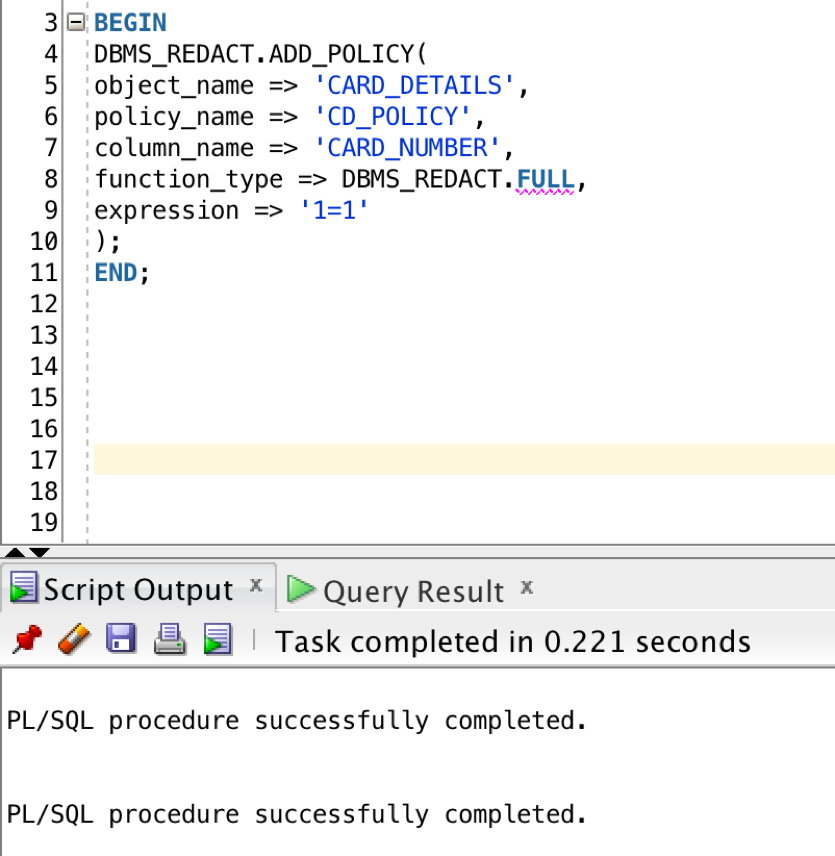 3 BEGIN
4 DBMS_REDACT.ADD_POLICY(
5 object_name => 'CARD_DETAILS',
6 policy_name => 'CD_POLICY',
7 column_name => 'CARD_NUMBER',
8 function_type => DBMS_REDACT.FULL,
9 expression => '1=1'
10 );
11 END;
12
13
14
15
16
17
18
19
Script Output x Query Result x
Task completed in 0.221 seconds
PL/SQL procedure successfully completed.
PL/SQL procedure successfully completed.